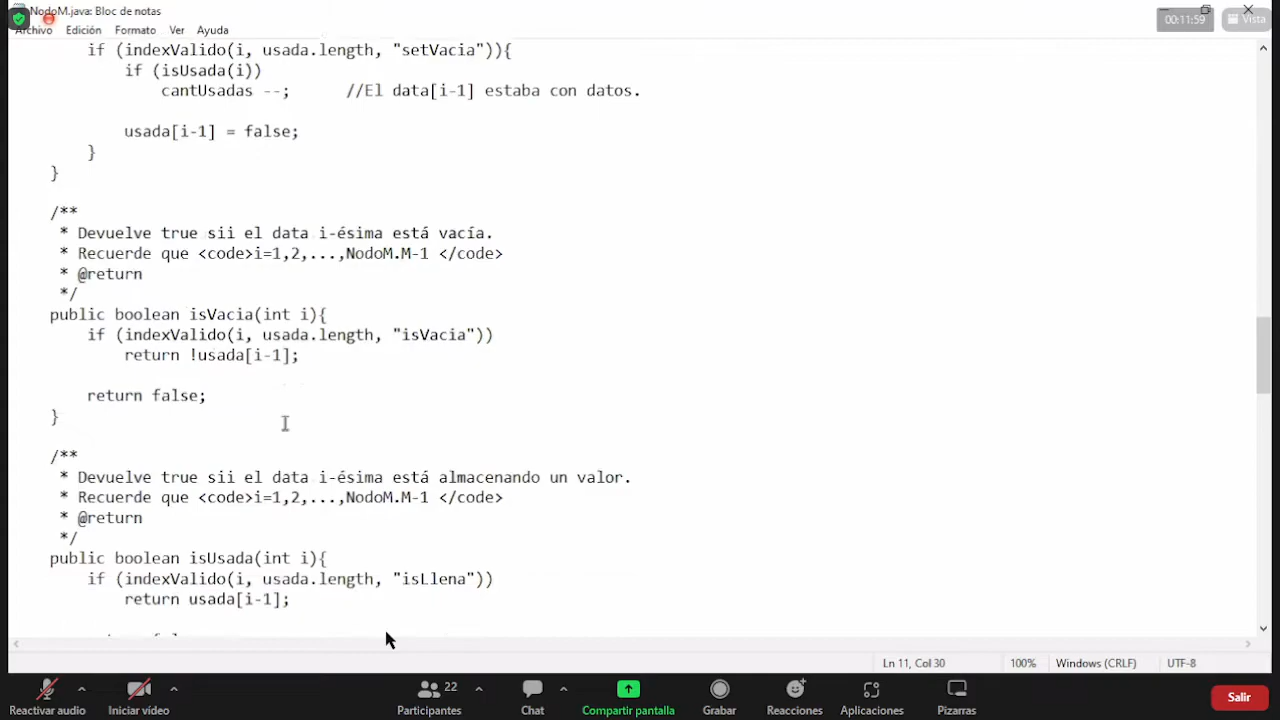 NodoM.java: Bloc de notas
00:11:59
Vista
Archivo Edición Formato Ver Ayuda
if (indexValido(i, usada.length, "setVacia")){
if (isUsada(i))
cantUsadas --; //El data[i-1] estaba con datos.
usada[i-1] = false;
}
}
/**
* Devuelve true sii el data i-ésima está vacía.
* Recuerde que <code>i=1,2,...,NodoM.M-1 </code>
* @return
*/
public boolean isVacia(int i){
if (indexValido(i, usada.length, "isVacia"))
return !usada[i-1];
return false;
}
/**
* Devuelve true sii el data i-ésima está almacenando un valor.
* Recuerde que <code>i=1,2,...,NodoM.M-1 </code>
* @return
*/
public boolean isUsada(int i){
if (indexValido(i, usada.length, "isLlena"))
return usada[i-1];
Ln 11, Col 30 100% Windows (CRLF) UTF-8
22
Reactivar audio Iniciar vídeo Participantes Chat Compartir pantalla Grabar Reacciones Aplicaciones Pizarras Salir